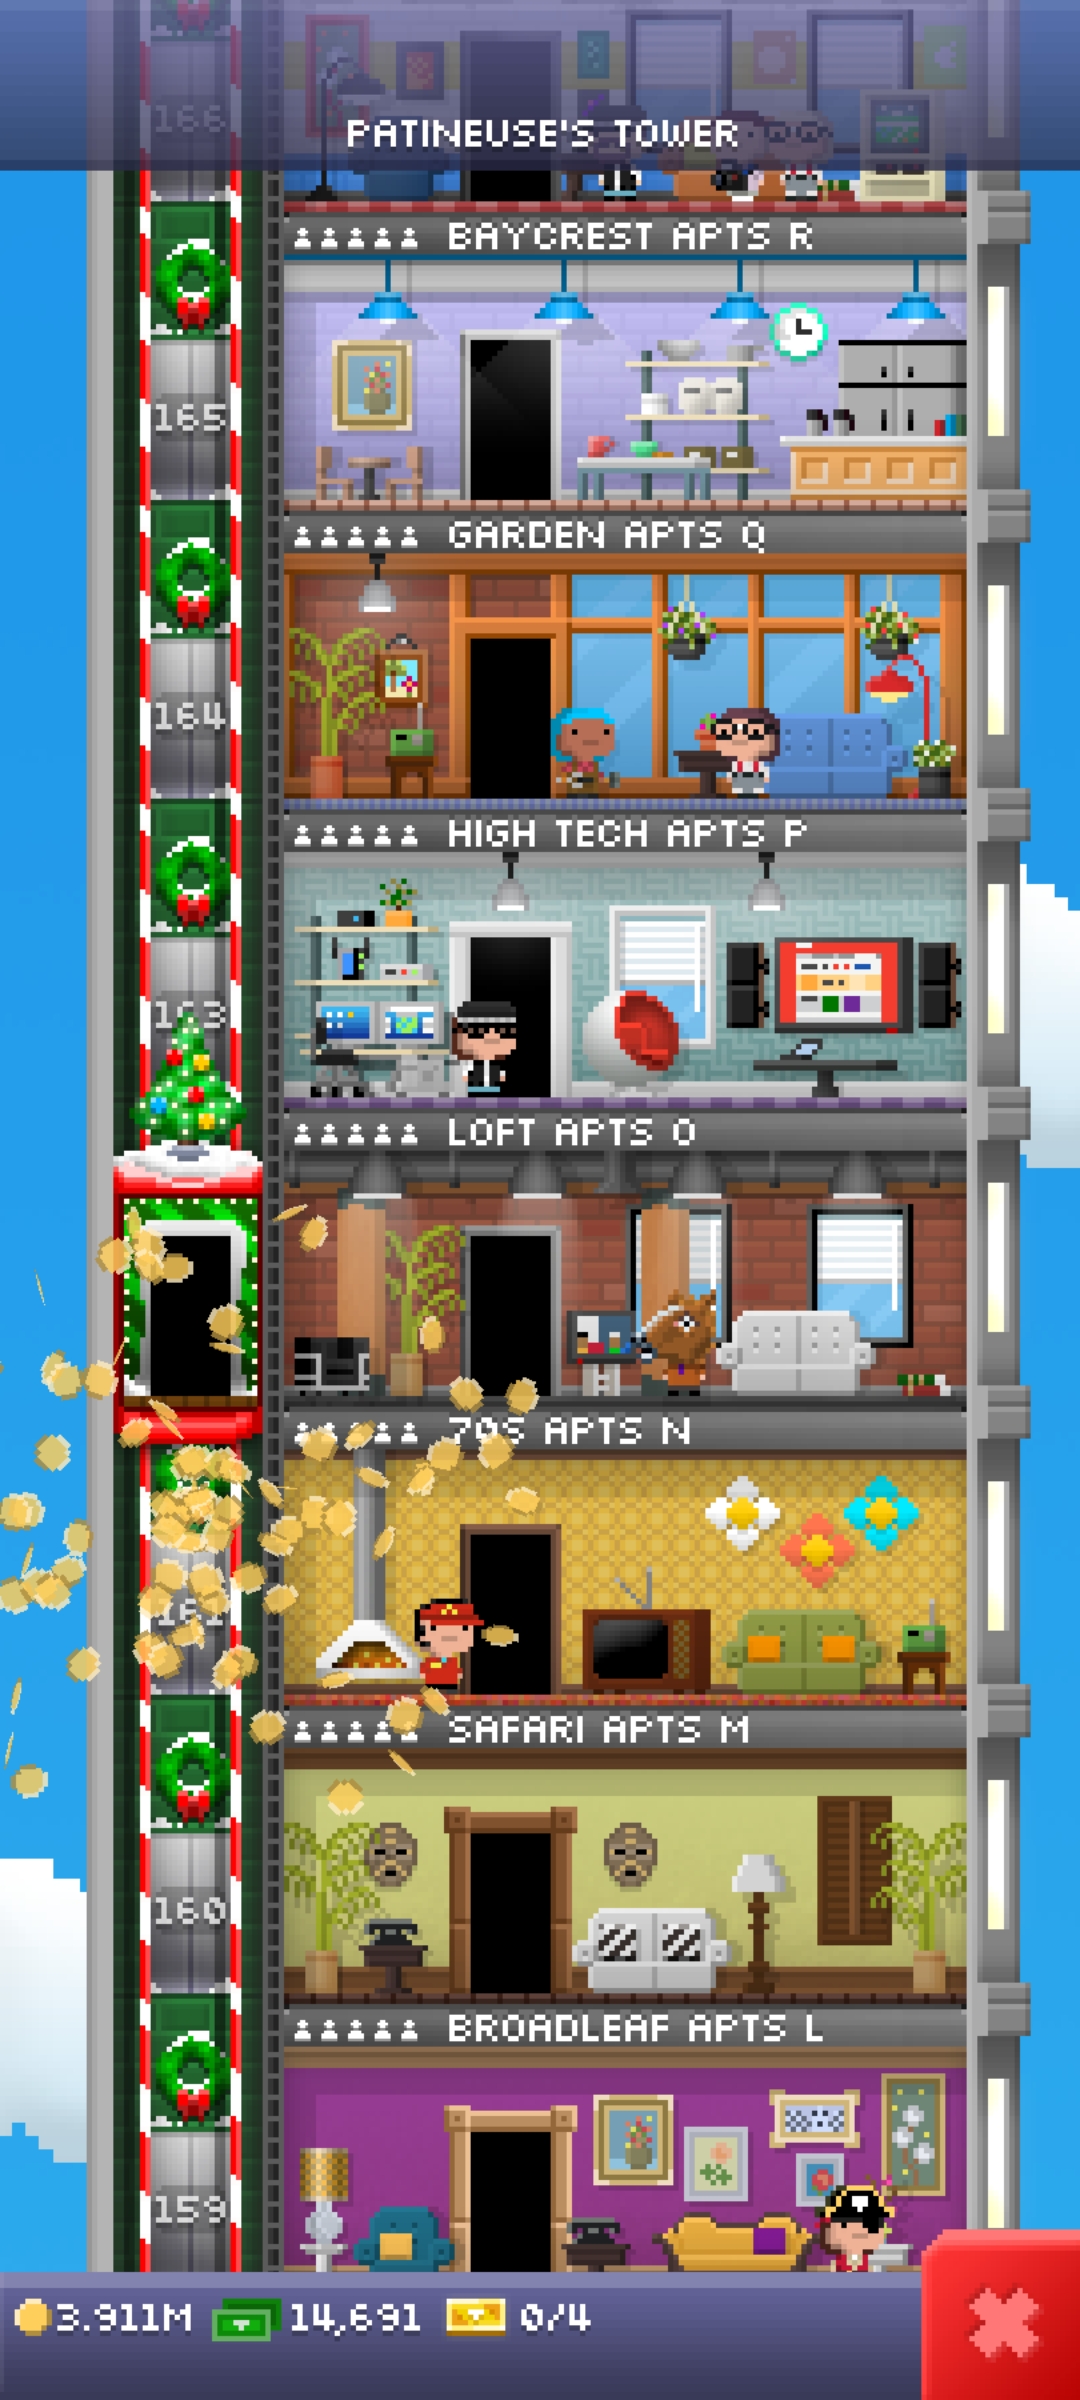 166
PATINEUSE'S TOWER
BAYCREST APTS R
165
GARDEN APTS Q
164
HIGH TECH APTS P
163
LOFT APTS O
70S APTS N
161
SAFARI APTS M
160
BROADLEAF APTS L
159
3.911M 14,691 0/4